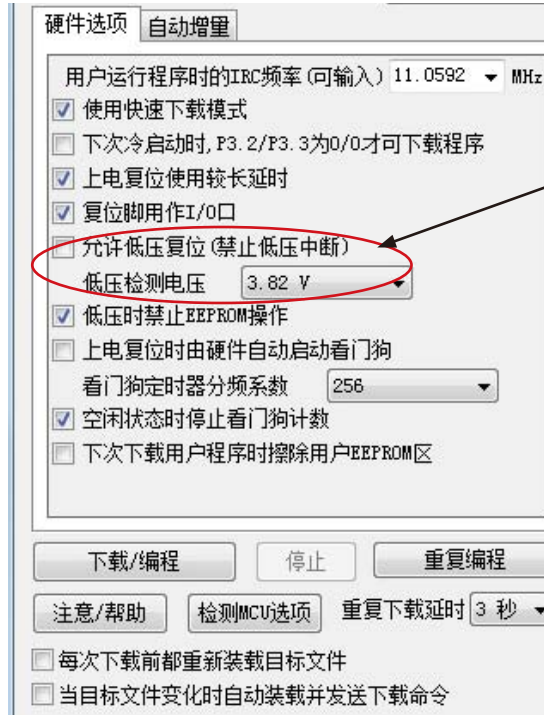 硬件选项 自动增量
用户运行程序时的IRC频率(可输入) 11.0592 MHz
使用快速下载模式
下次冷启动时,P3.2/P3.3为0/0才可下载程序
上电复位使用较长延时
复位脚用作I/O口
允许低压复位(禁止低压中断)
低压检测电压 3.82 V
低压时禁止EEPROM操作
上电复位时由硬件自动启动看门狗
看门狗定时器分频系数 256
空闲状态时停止看门狗计数
下次下载用户程序时擦除用户EEPROM区
下载/编程 停止 重复编程
注意/帮助 检测MCU选项 重复下载延时 3 秒
每次下载前都重新装载目标文件
当目标文件变化时自动装载并发送下载命令